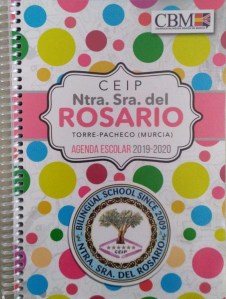 CBM
CEIP
Ntra. Sra. del
ROSARIO
TORRE-PACHECO (MURCIA)
AGENDA ESCOLAR 2019-2020
BILINGUAL SCHOOL SINCE 2009
CEIP
NTRA. SRA. DEL ROSARIO